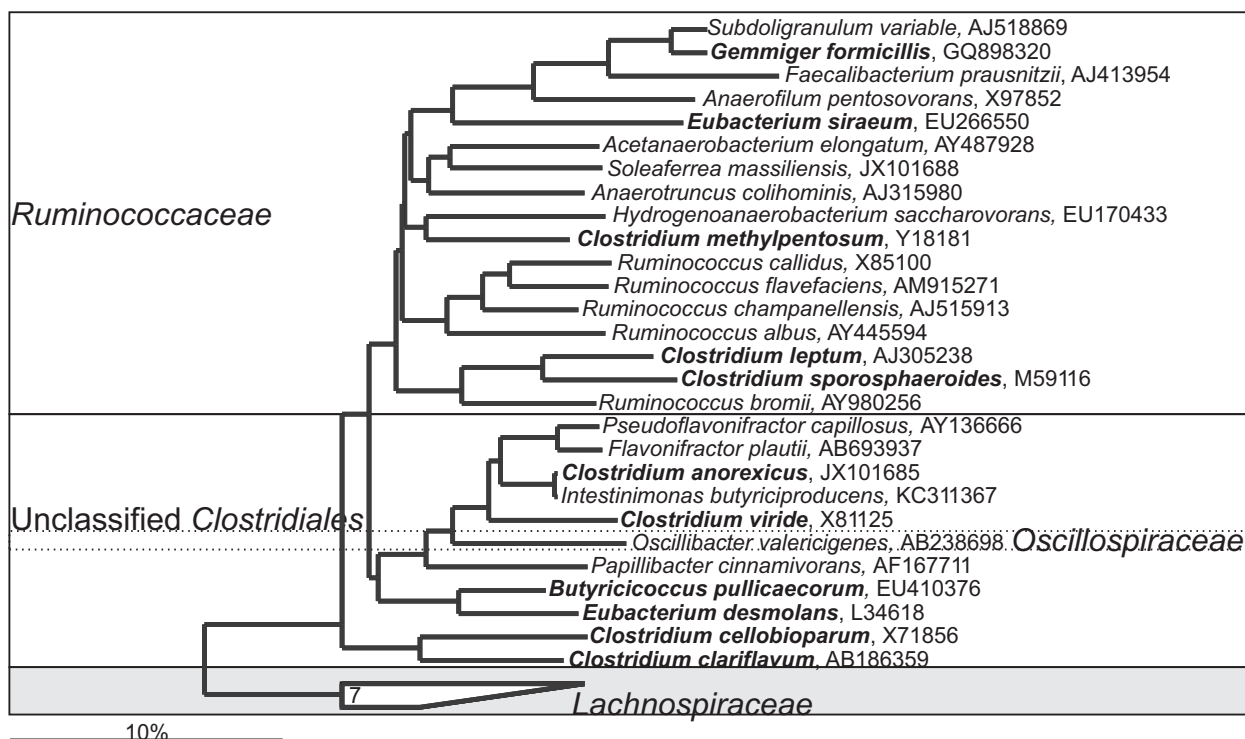 Subdoligranulum variable, AJ518869
Gemmiger formicillis, GQ898320
Faecalibacterium prausnitzii, AJ413954
Anaerofilum pentosovorans, X97852
Eubacterium siraeum, EU266550
Acetanaerobacterium elongatum, AY487928
Soleaferrea massiliensis, JX101688
Anaerotruncus colihominis, AJ315980
Ruminococcaceae
Hydrogenoanaerobacterium saccharovorans, EU170433
Clostridium methylpentosum, Y18181
Ruminococcus callidus, X85100
Ruminococcus flavefaciens, AM915271
Ruminococcus champanellensis, AJ515913
Ruminococcus albus, AY445594
Clostridium leptum, AJ305238
Clostridium sporosphaeroides, M59116
Ruminococcus bromii, AY980256
Pseudoflavonifractor capillosus, AY136666
Flavonifractor plautii, AB693937
Clostridium anorexicus, JX101685
Intestinimonas butyriciproducens, KC311367
Unclassified Clostridiales
Clostridium viride, X81125
Oscillibacter valericigenes, AB238698 Oscillospiraceae
Papillibacter cinnamivorans, AF167711
Butyricicoccus pullicaecorum, EU410376
Eubacterium desmolans, L34618
Clostridium cellobioparum, X71856
Clostridium clariflavum, AB186359
7
Lachnospiraceae
10%